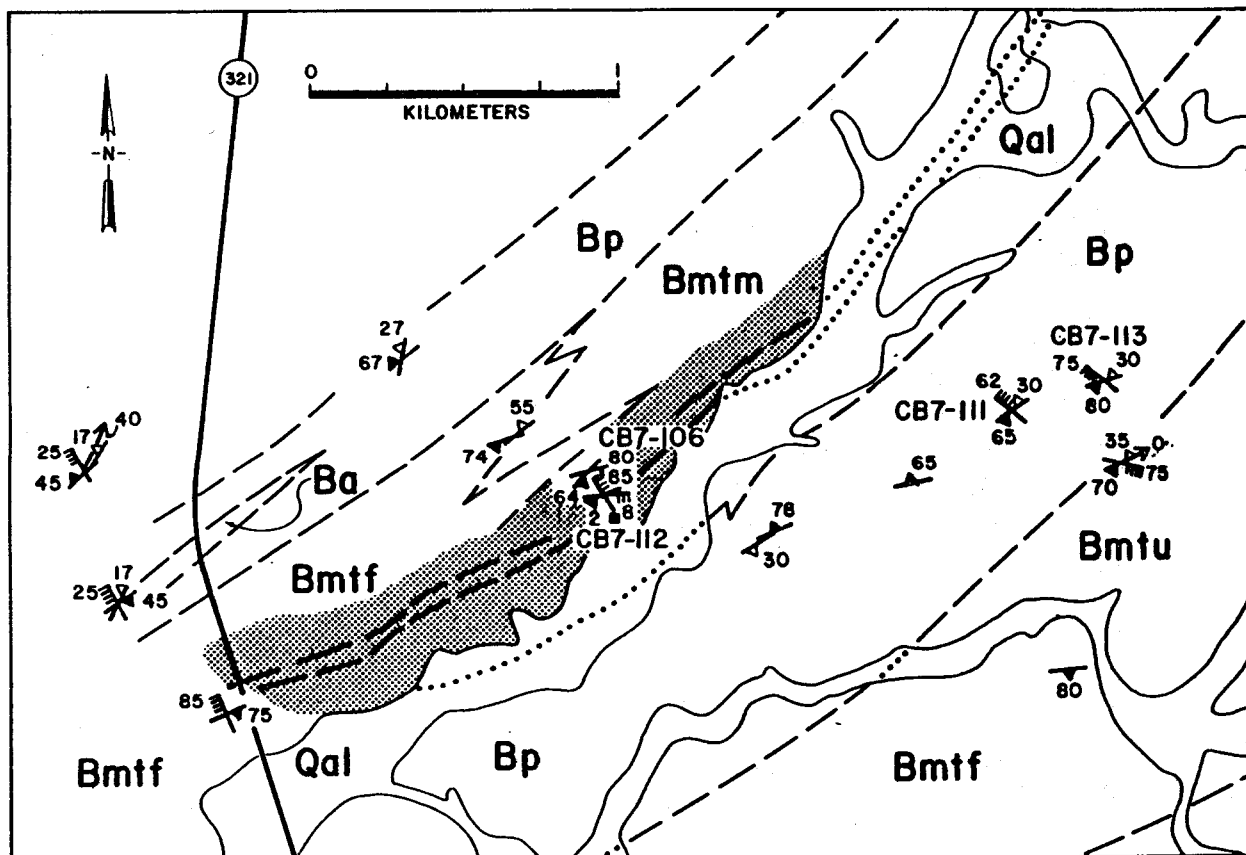 0 1
321
KILOMETERS
-N-
Qal
Bp
Bp
Bmtm
27
67
CB7-113
75 30
80
62 30
CB7-111
65
40
17
25
45
55
74
CB7-106
80
85
64
m
2 8
CB7-112
65
35 0
75
70
Ba
78
30
Bmtu
17
25 45
Bmtf
80
85
75
Bmtf
Qal
Bp
Bmtf